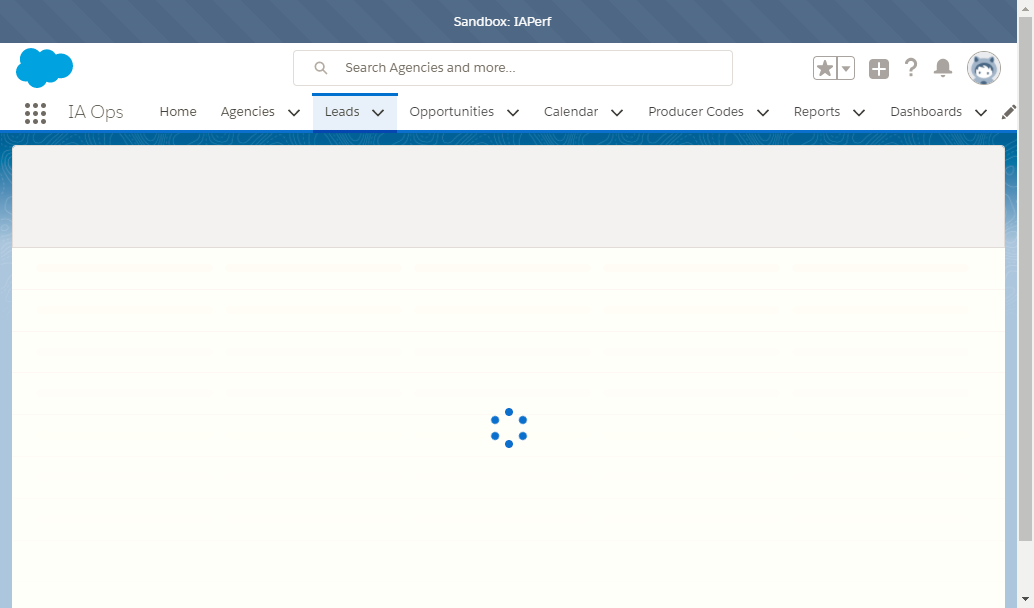 Sandbox: IAPerf
Search Agencies and more...
IA Ops Home Agencies Leads Opportunities Calendar Producer Codes Reports Dashboards